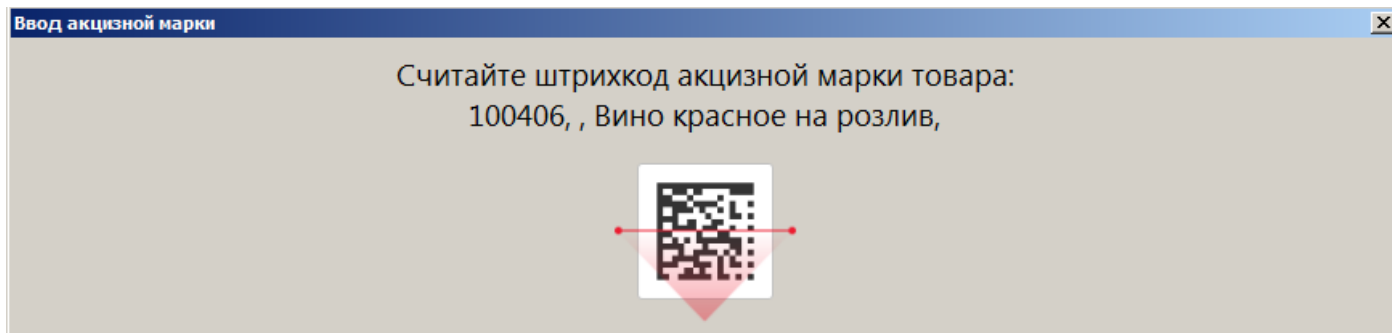 Ввод акцизной марки
Считайте штрихкод акцизной марки товара:
100406, , Вино красное на розлив,